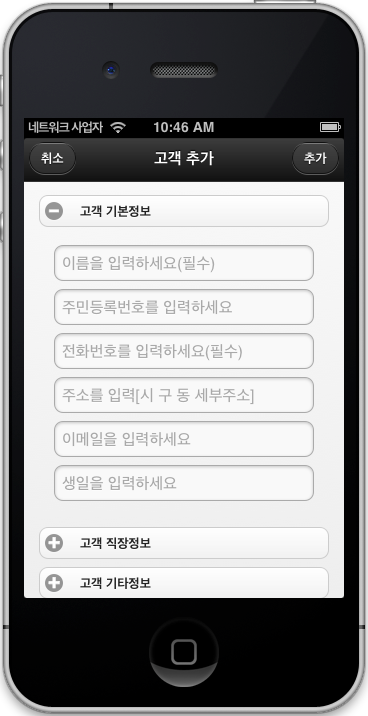 네트워크 사업자 10:46 AM
취소 고객 추가 추가
고객 기본정보
이름을 입력하세요(필수)
주민등록번호를 입력하세요
전화번호를 입력하세요(필수)
주소를 입력[시 구 동 세부주소]
이메일을 입력하세요
생일을 입력하세요
고객 직장정보
고객 기타정보